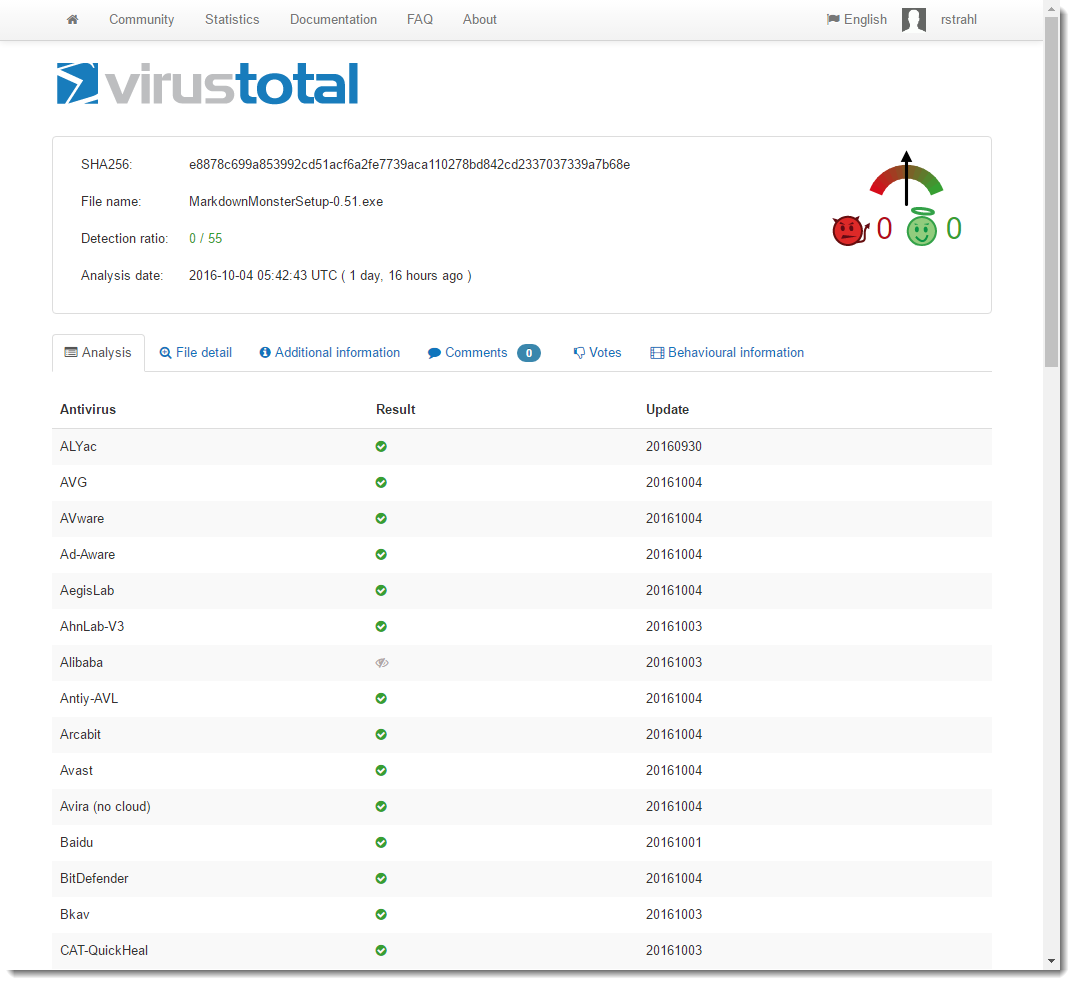 Community Statistics Documentation FAQ About English rstrahl
virustotal
SHA256: e8878c699a853992cd51acf6a2fe7739aca110278bd842cd2337037339a7b68e
File name: MarkdownMonsterSetup-0.51.exe
Detection ratio: 0 / 55
Analysis date: 2016-10-04 05:42:43 UTC ( 1 day, 16 hours ago )
0 0
Analysis File detail Additional information Comments 0 Votes Behavioural information
Antivirus Result Update
ALYac 20160930
AVG 20161004
AVware 20161004
Ad-Aware 20161004
AegisLab 20161004
AhnLab-V3 20161003
Alibaba 20161003
Antiy-AVL 20161004
Arcabit 20161004
Avast 20161004
Avira (no cloud) 20161004
Baidu 20161001
BitDefender 20161004
Bkav 20161003
CAT-QuickHeal 20161003